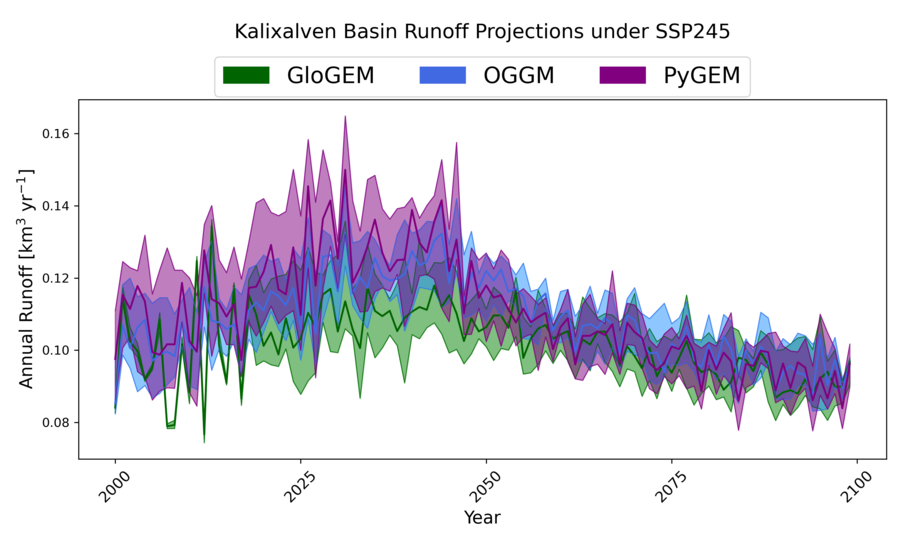 Kalixalven Basin Runoff Projections under SSP245
GloGEM OGGM PyGEM
Annual Runoff [km³ yr⁻¹]
0.16
0.14
0.12
0.10
0.08
2000 2025 2050 2075 2100
Year